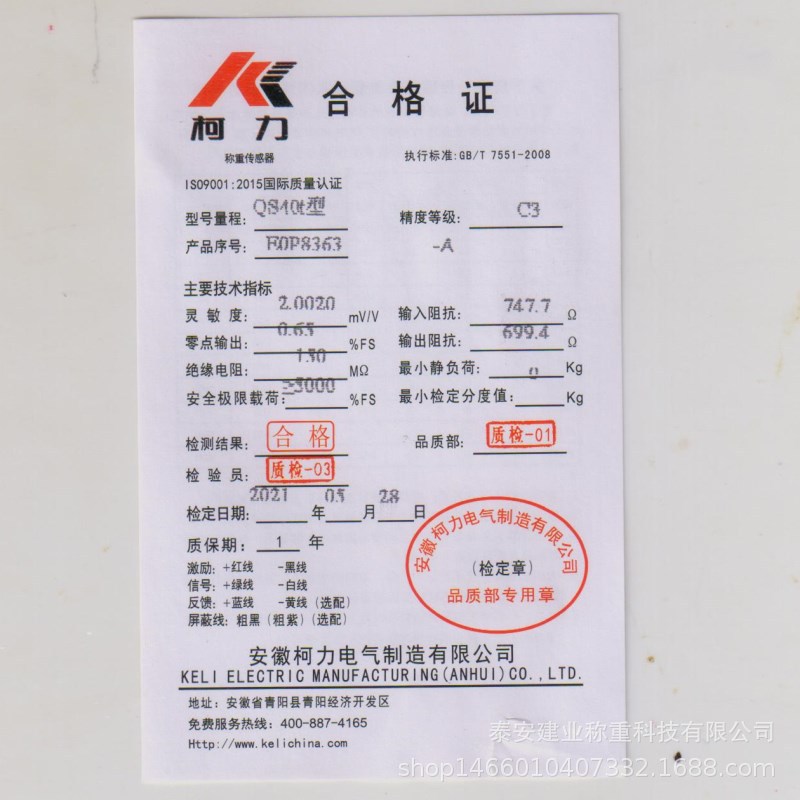 合格证
柯力
称重传感器
执行标准:GB/T 7551-2008
ISO9001:2015国际质量认证
型号量程: QS40t型 精度等级: C3
产品序号: E0P8363 -A
主要技术指标
灵敏度: 2.0020 mV/V 输入阻抗: 747.7 Ω
零点输出: 0.65 %FS 输出阻抗: 699.4 Ω
绝缘电阻: 150 MΩ 最小静负荷: 0 Kg
安全极限载荷: ≥5000 %FS 最小检定分度值: Kg
检测结果: 合格 品质部: 质检-01
检验员: 质检-03
检定日期: 2021 年 05 月 28 日
质保期: 1 年
激励: +红线 -黑线
信号: +绿线 -白线
反馈: +蓝线 -黄线(选配)
屏蔽线: 粗黑(粗紫)(选配)
安徽柯力电气制造有限公司
(检定章)
品质部专用章
安徽柯力电气制造有限公司
KELI ELECTRIC MANUFACTURING(ANHUI)CO.,LTD.
地址: 安徽省青阳县青阳经济开发区
免费服务热线: 400-887-4165
Http://www.kelichina.com
泰安建业称重科技有限公司
shop1466010407382.1688.com